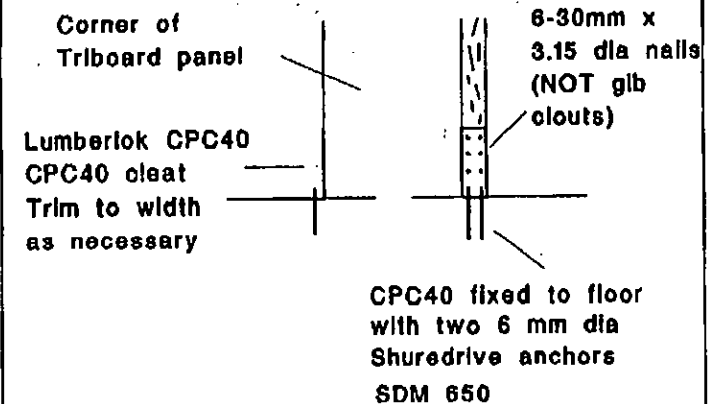 Corner of
Triboard panel
Lumberlok CPC40
CPC40 cleat
Trim to width
as necessary
6-30mm x
3.15 dia nails
(NOT gib
clouts)
CPC40 fixed to floor
with two 6 mm dia
Shuredrive anchors
SDM 650